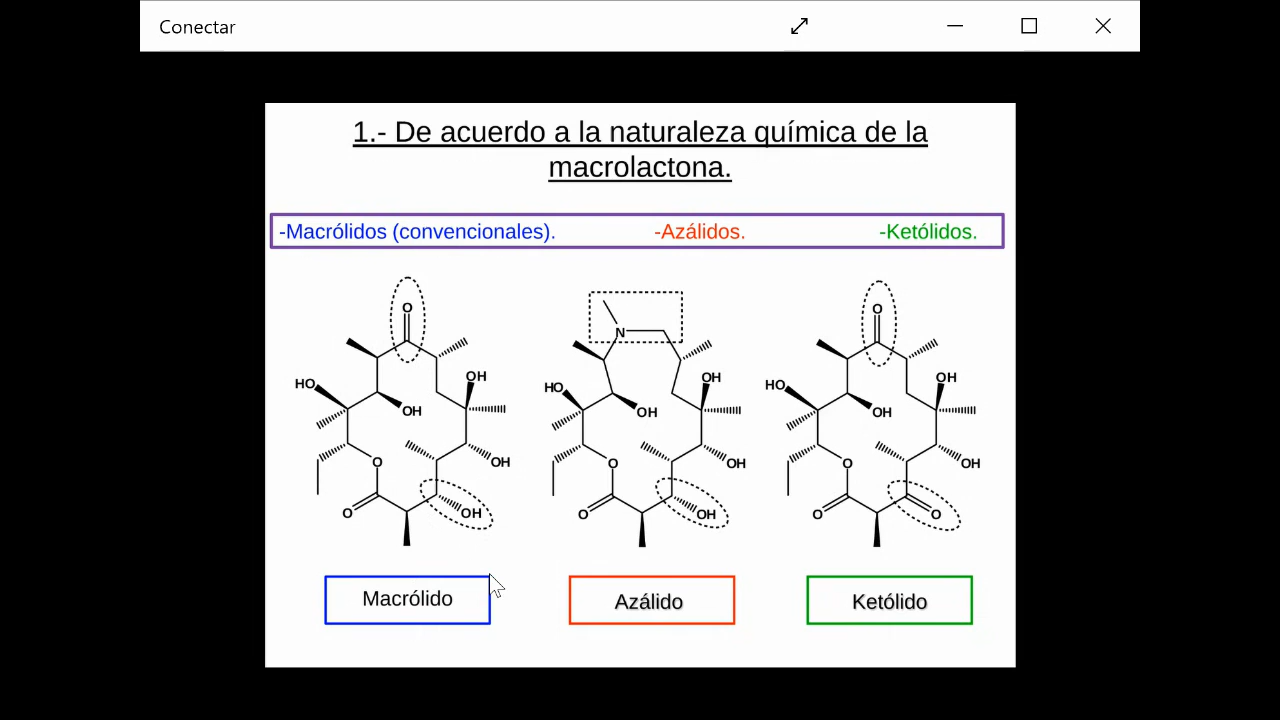 Conectar
1.- De acuerdo a la naturaleza química de la
macrolactona.
-Macrólidos (convencionales). -Azálidos. -Ketólidos.
O O
N
HO OH HO OH HO OH
OH OH OH
O OH O OH O OH
O OH O OH O O
Macrólido Azálido Ketólido